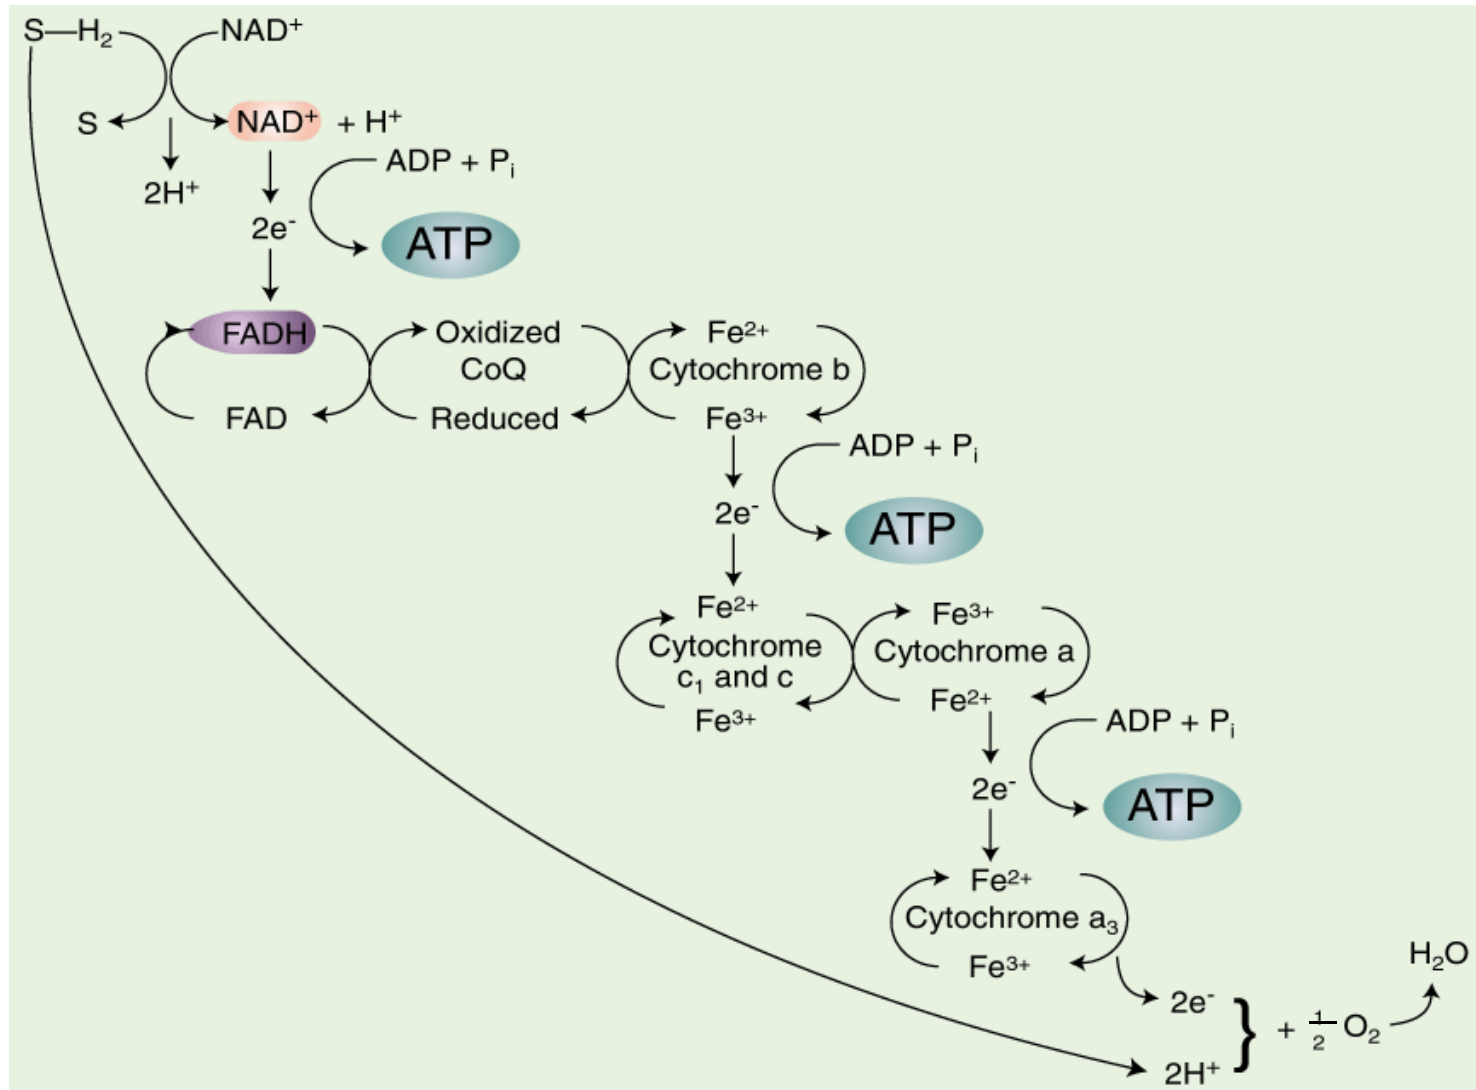 S—H₂
NAD⁺
S
NAD⁺ + H⁺
2H⁺
ADP + Pᵢ
2e⁻
ATP
FADH
Oxidized
Fe²⁺
CoQ
Cytochrome b
FAD
Reduced
Fe³⁺
ADP + Pᵢ
2e⁻
ATP
Fe²⁺
Fe³⁺
Cytochrome
c₁ and c
Cytochrome a
Fe³⁺
Fe²⁺
ADP + Pᵢ
2e⁻
ATP
Fe²⁺
Cytochrome a₃
Fe³⁺
H₂O
2e⁻
2H⁺
} + ½ O₂